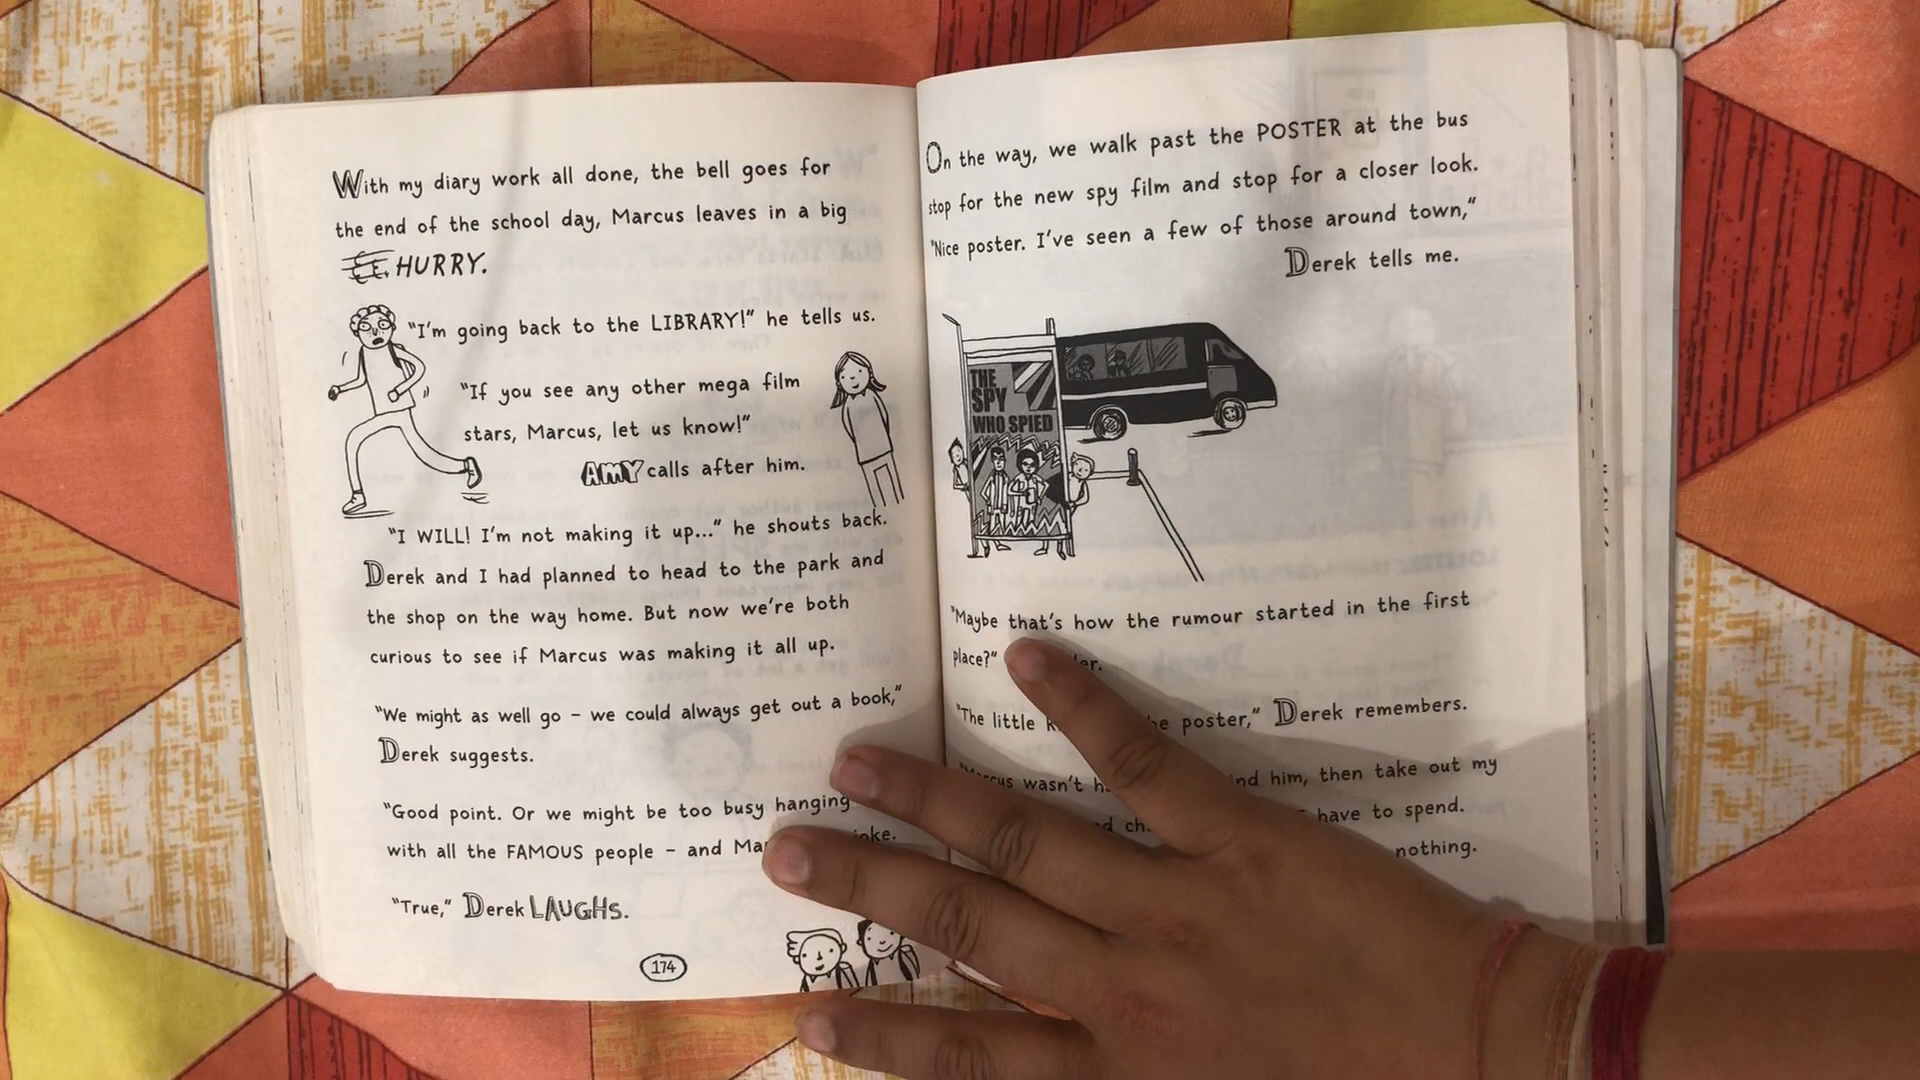 With my diary work all done, the bell goes for
the end of the school day, Marcus leaves in a big
HURRY.
"I'm going back to the LIBRARY!" he tells us.
"If you see any other mega film
stars, Marcus, let us know!"
AMY calls after him.
"I WILL! I'm not making it up..." he shouts back.
Derek and I had planned to head to the park and
the shop on the way home. But now we're both
curious to see if Marcus was making it all up.
"We might as well go – we could always get out a book,"
Derek suggests.
"Good point. Or we might be too busy hanging
with all the FAMOUS people – and
"True," Derek LAUGHS.
174
On the way, we walk past the POSTER at the bus
stop for the new spy film and stop for a closer look.
"Nice poster. I've seen a few of those around town,"
Derek tells me.
THE
SPY
WHO SPIED
"Maybe that's how the rumour started in the first
place?"
"The little poster," Derek remembers.
wasn't him, then take out my
have to spend.
nothing.